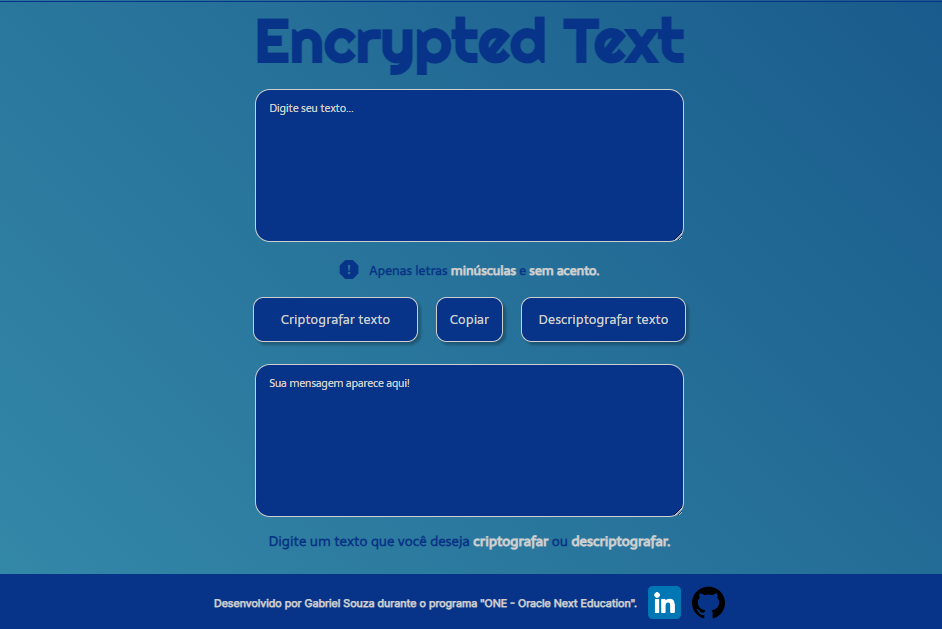 Encrypted Text
Digite seu texto...
! Apenas letras minúsculas e sem acento.
Criptografar texto
Copiar
Descriptografar texto
Sua mensagem aparece aqui!
Digite um texto que você deseja criptografar ou descriptografar.
Desenvolvido por Gabriel Souza durante o programa "ONE - Oracle Next Education".
in